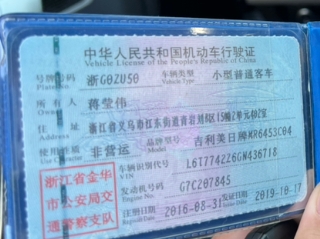 中华人民共和国机动车行驶证
Vehicle License of the People's Republic of China
号牌号码 浙G0ZU50 车辆类型 小型普通客车
Plate No. Vehicle Type
所有人 蒋莹伟
Owner
住址 浙江省义乌市江东街道青岩刘B区15幢2单元402室
Address
使用性质 非营运 品牌型号 吉利美日牌MR6453C04
Use Character Model
车辆识别代号 L6T7742Z6GN436718
VIN
发动机号码 G7C207845
Engine No.
注册日期 2016-08-31 发证日期 2019-10-17
Register Date Issue Date
浙江省金华
市公安局交
通警察支队